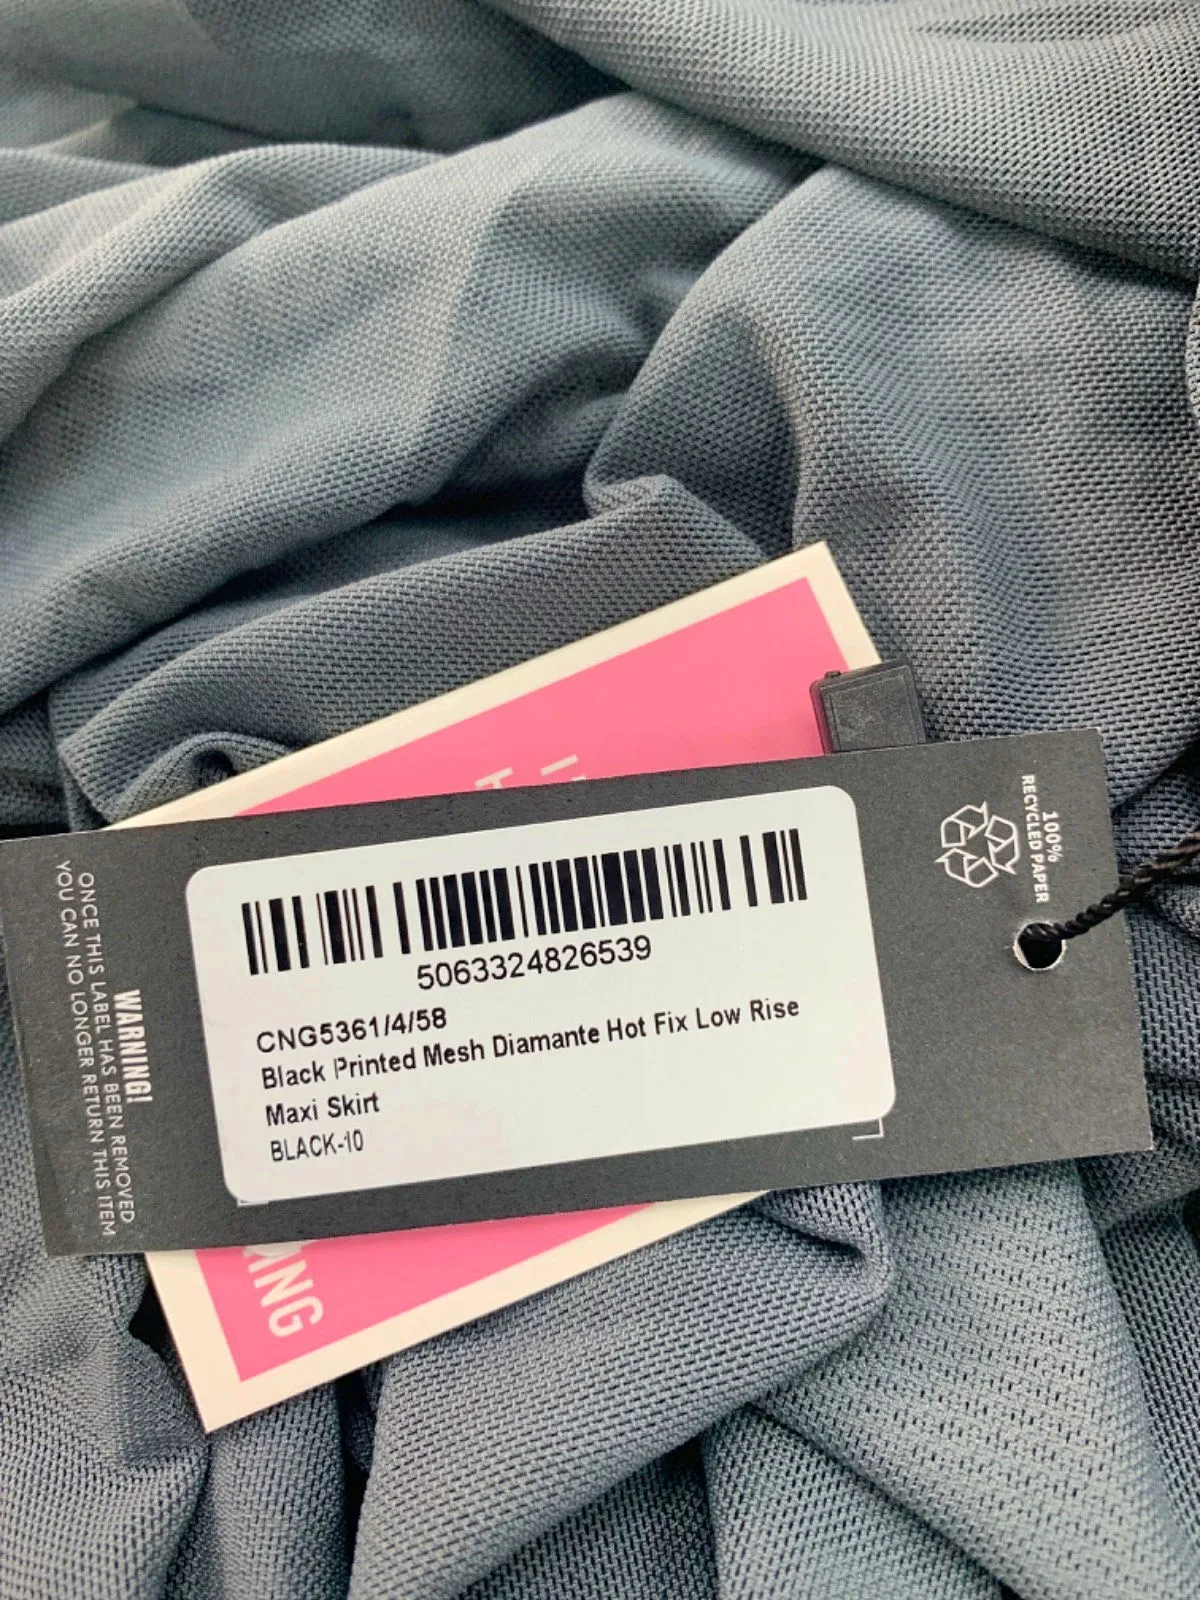 100%
RECYCLED PAPER
5063324826539
CNG5361/4/58
Black Printed Mesh Diamante Hot Fix Low Rise
Maxi Skirt
BLACK-10
WARNING!
ONCE THIS LABEL HAS BEEN REMOVED,
YOU CAN NO LONGER RETURN THIS ITEM